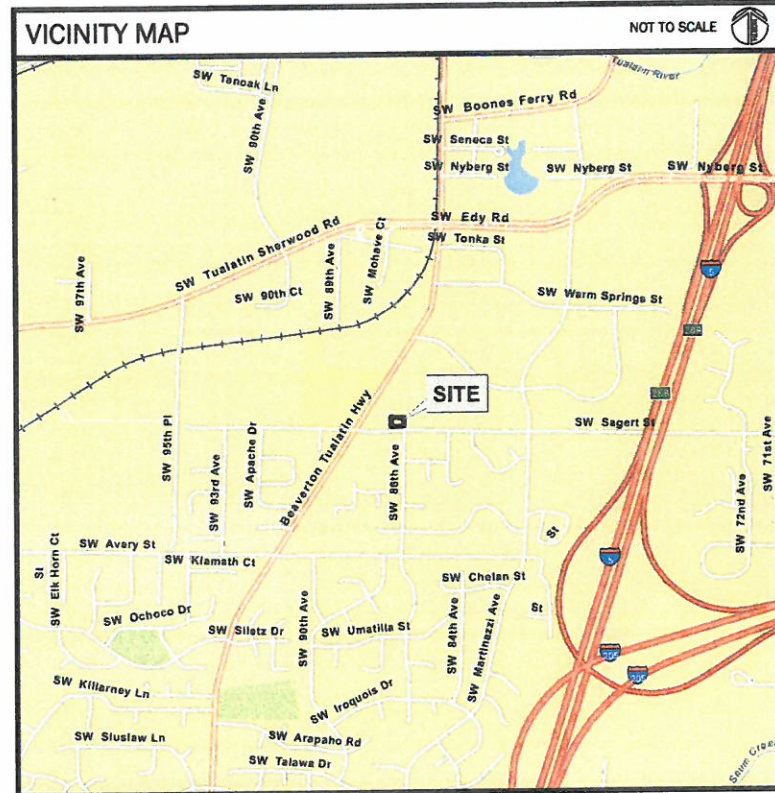 VICINITY MAP
NOT TO SCALE
Tualatin River
SW Tanoak Ln
SW 90th Ave
SW Boones Ferry Rd
SW Seneca St
SW Nyberg St
SW Nyberg St
SW Nyberg St
SW Edy Rd
SW Tonka St
SW Tualatin Sherwood Rd
SW Mohave Ct
SW 89th Ave
SW 97th Ave
SW 90th Ct
5
SW Warm Springs St
Beaverton Tualatin Hwy
SITE
SW Sagert St
SW 95th Pl
SW 93rd Ave
SW Apache Dr
SW 86th Ave
SW 71st Ave
SW 72nd Ave
St
SW Avery St
SW Klamath Ct
5
St
SW Elk Horn Ct
SW Chelan St
St
SW Ochoco Dr
SW Siletz Dr
SW 90th Ave
SW Umatilla St
SW 84th Ave
SW Martinazzi Ave
205
205
SW Killarney Ln
SW Iroquois Dr
SW Siuslaw Ln
SW Arapaho Rd
SW Talawa Dr
Saum Creek